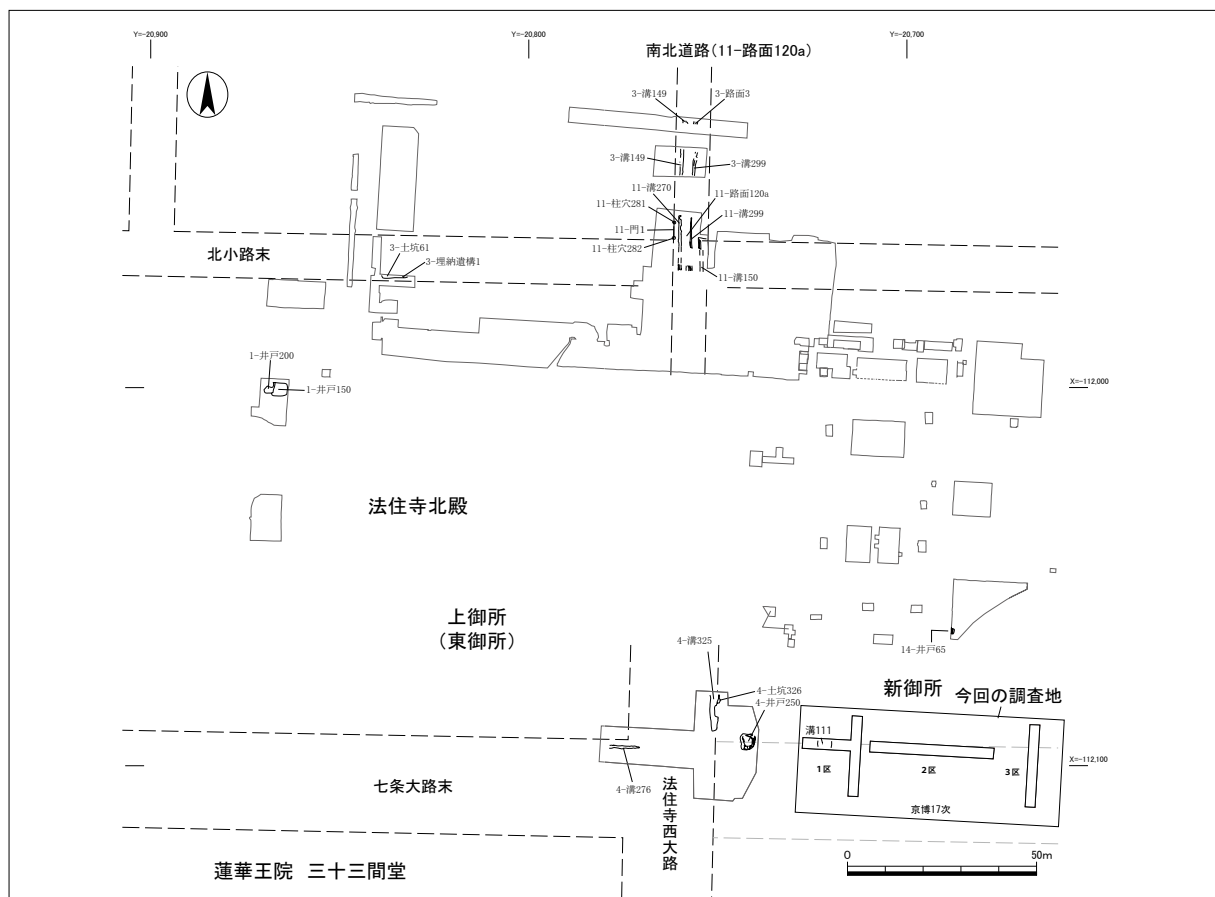 Y=-20,900
Y=-20,800
Y=-20,700
南北道路(11-路面120a)
3-溝149
3-路面3
3-溝149
3-溝299
11-溝270
11-路面120a
11-柱穴281
11-溝299
11-門1
11-柱穴282
北小路末
3-土坑61
3-埋納遺構1
11-溝150
1-井戸200
1-井戸150
X=-112,000
法住寺北殿
上御所
(東御所)
4-溝325
14-井戸65
4-土坑326
4-井戸250
新御所
今回の調査地
溝111
1区
2区
3区
X=-112,100
七条大路末
4-溝276
法住寺西大路
京博17次
蓮華王院 三十三間堂
0
50m